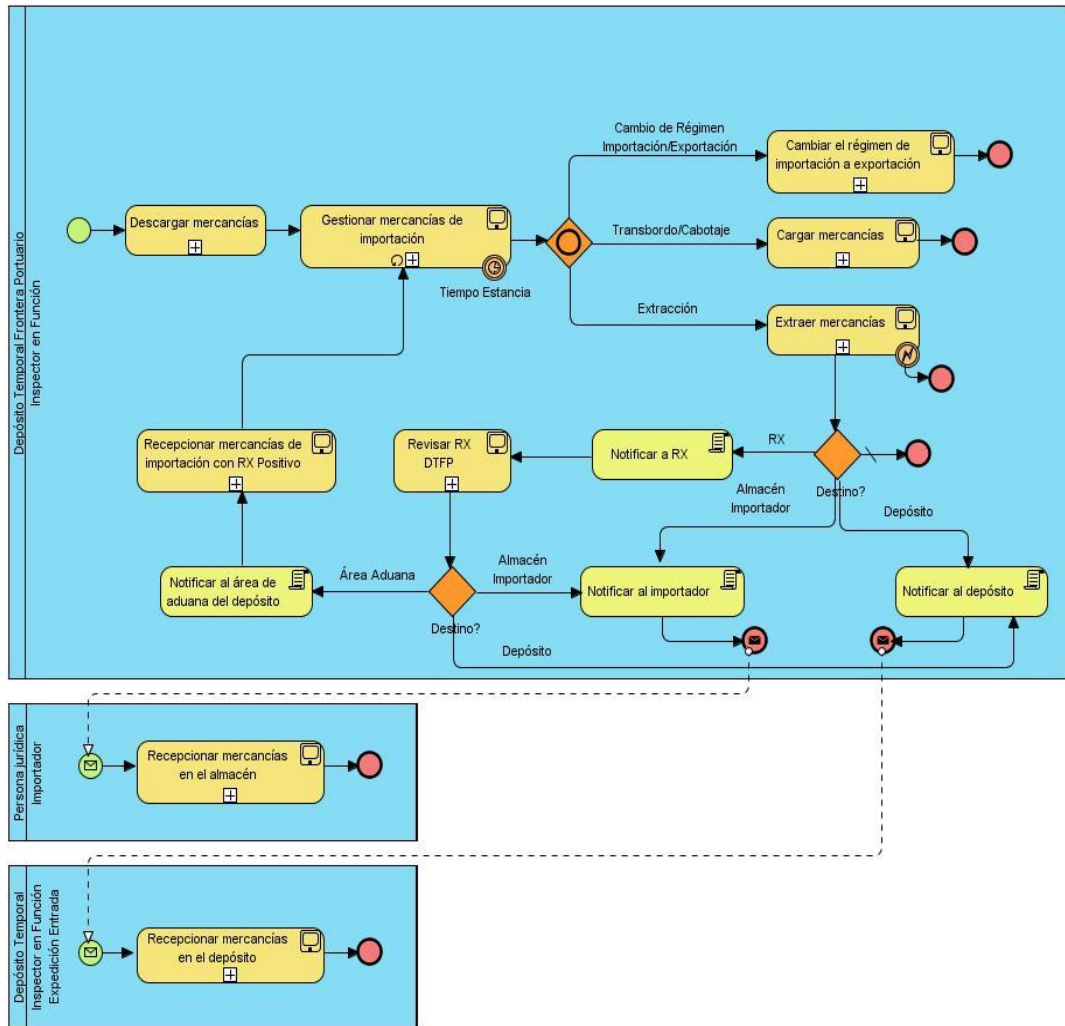 Depósito Temporal Frontera Portuario
Inspector en Función
Descargar mercancías
Gestionar mercancías de
importación
Tiempo Estancia
Cambio de Régimen
Importación/Exportación
Cambiar el régimen de
importación a exportación
Transbordo/Cabotaje
Cargar mercancías
Extracción
Extraer mercancías
Recepcionar mercancías de
importación con RX Positivo
Revisar RX
DTFP
Notificar a RX
RX
Destino?
Almacén
Importador
Depósito
Notificar al área de
aduana del depósito
Área Aduana
Destino?
Almacén
Importador
Notificar al importador
Notificar al depósito
Depósito
Persona jurídica
Importador
Recepcionar mercancías
en el almacén
Depósito Temporal
Inspector en Función
Expedición Entrada
Recepcionar mercancías
en el depósito